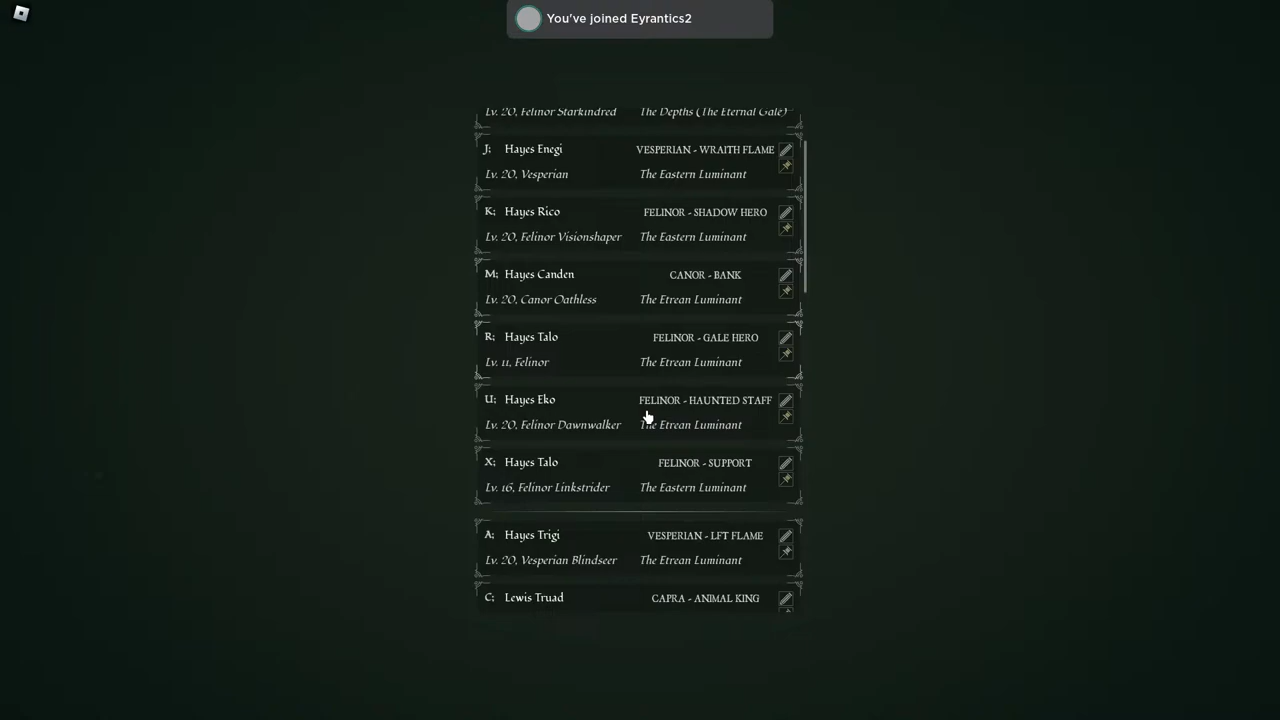 You've joined Eyrantics2
Lv. 20, Felinor Starkindred The Depths (The Eternal Gale)
J; Hayes Enegi VESPERIAN - WRAITH FLAME
Lv. 20, Vesperian The Eastern Luminant
K; Hayes Rico FELINOR - SHADOW HERO
Lv. 20, Felinor Visionshaper The Eastern Luminant
M; Hayes Canden CANOR - BANK
Lv. 20, Canor Oathless The Etrean Luminant
R; Hayes Talo FELINOR - GALE HERO
Lv. 11, Felinor The Etrean Luminant
U; Hayes Eko FELINOR - HAUNTED STAFF
Lv. 20, Felinor Dawnwalker The Etrean Luminant
X; Hayes Talo FELINOR - SUPPORT
Lv. 16, Felinor Linkstrider The Eastern Luminant
A; Hayes Trigi VESPERIAN - LFT FLAME
Lv. 20, Vesperian Blindseer The Etrean Luminant
C; Lewis Truad CAPRA - ANIMAL KING